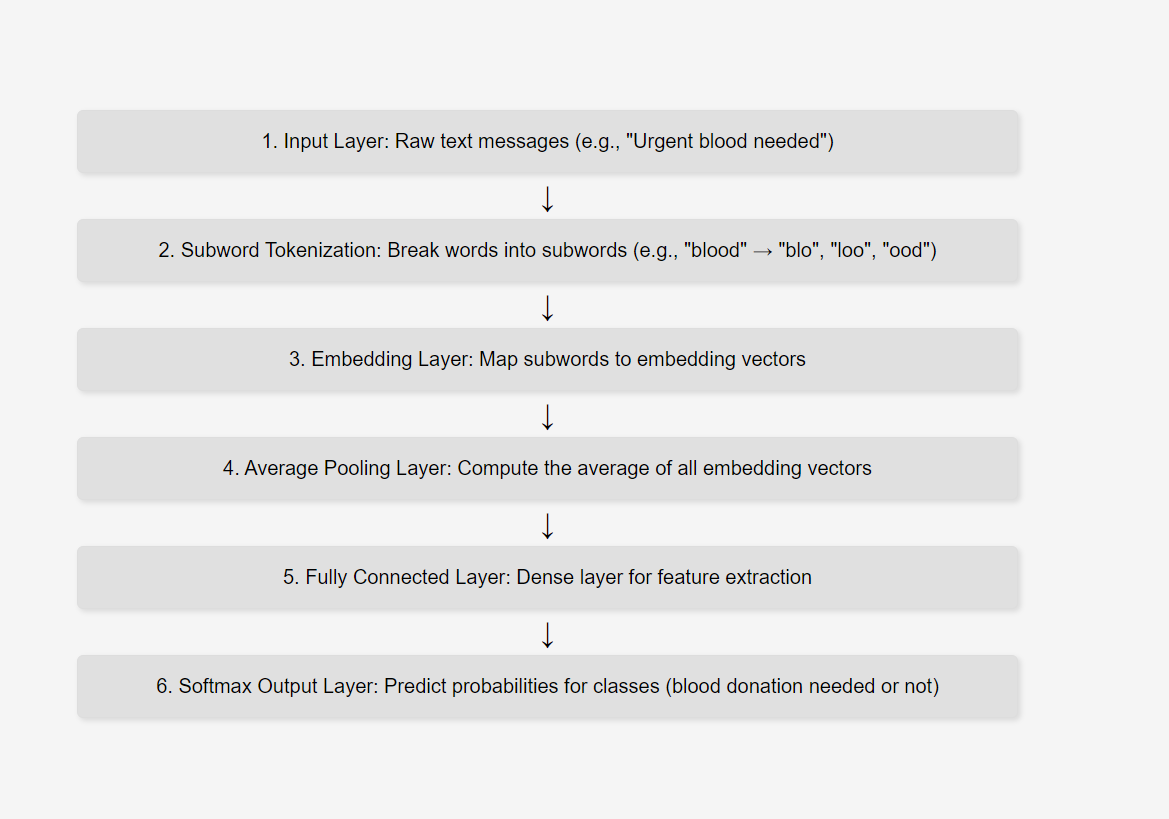 1. Input Layer: Raw text messages (e.g., "Urgent blood needed")
↓
2. Subword Tokenization: Break words into subwords (e.g., "blood" → "blo", "loo", "ood")
↓
3. Embedding Layer: Map subwords to embedding vectors
↓
4. Average Pooling Layer: Compute the average of all embedding vectors
↓
5. Fully Connected Layer: Dense layer for feature extraction
↓
6. Softmax Output Layer: Predict probabilities for classes (blood donation needed or not)